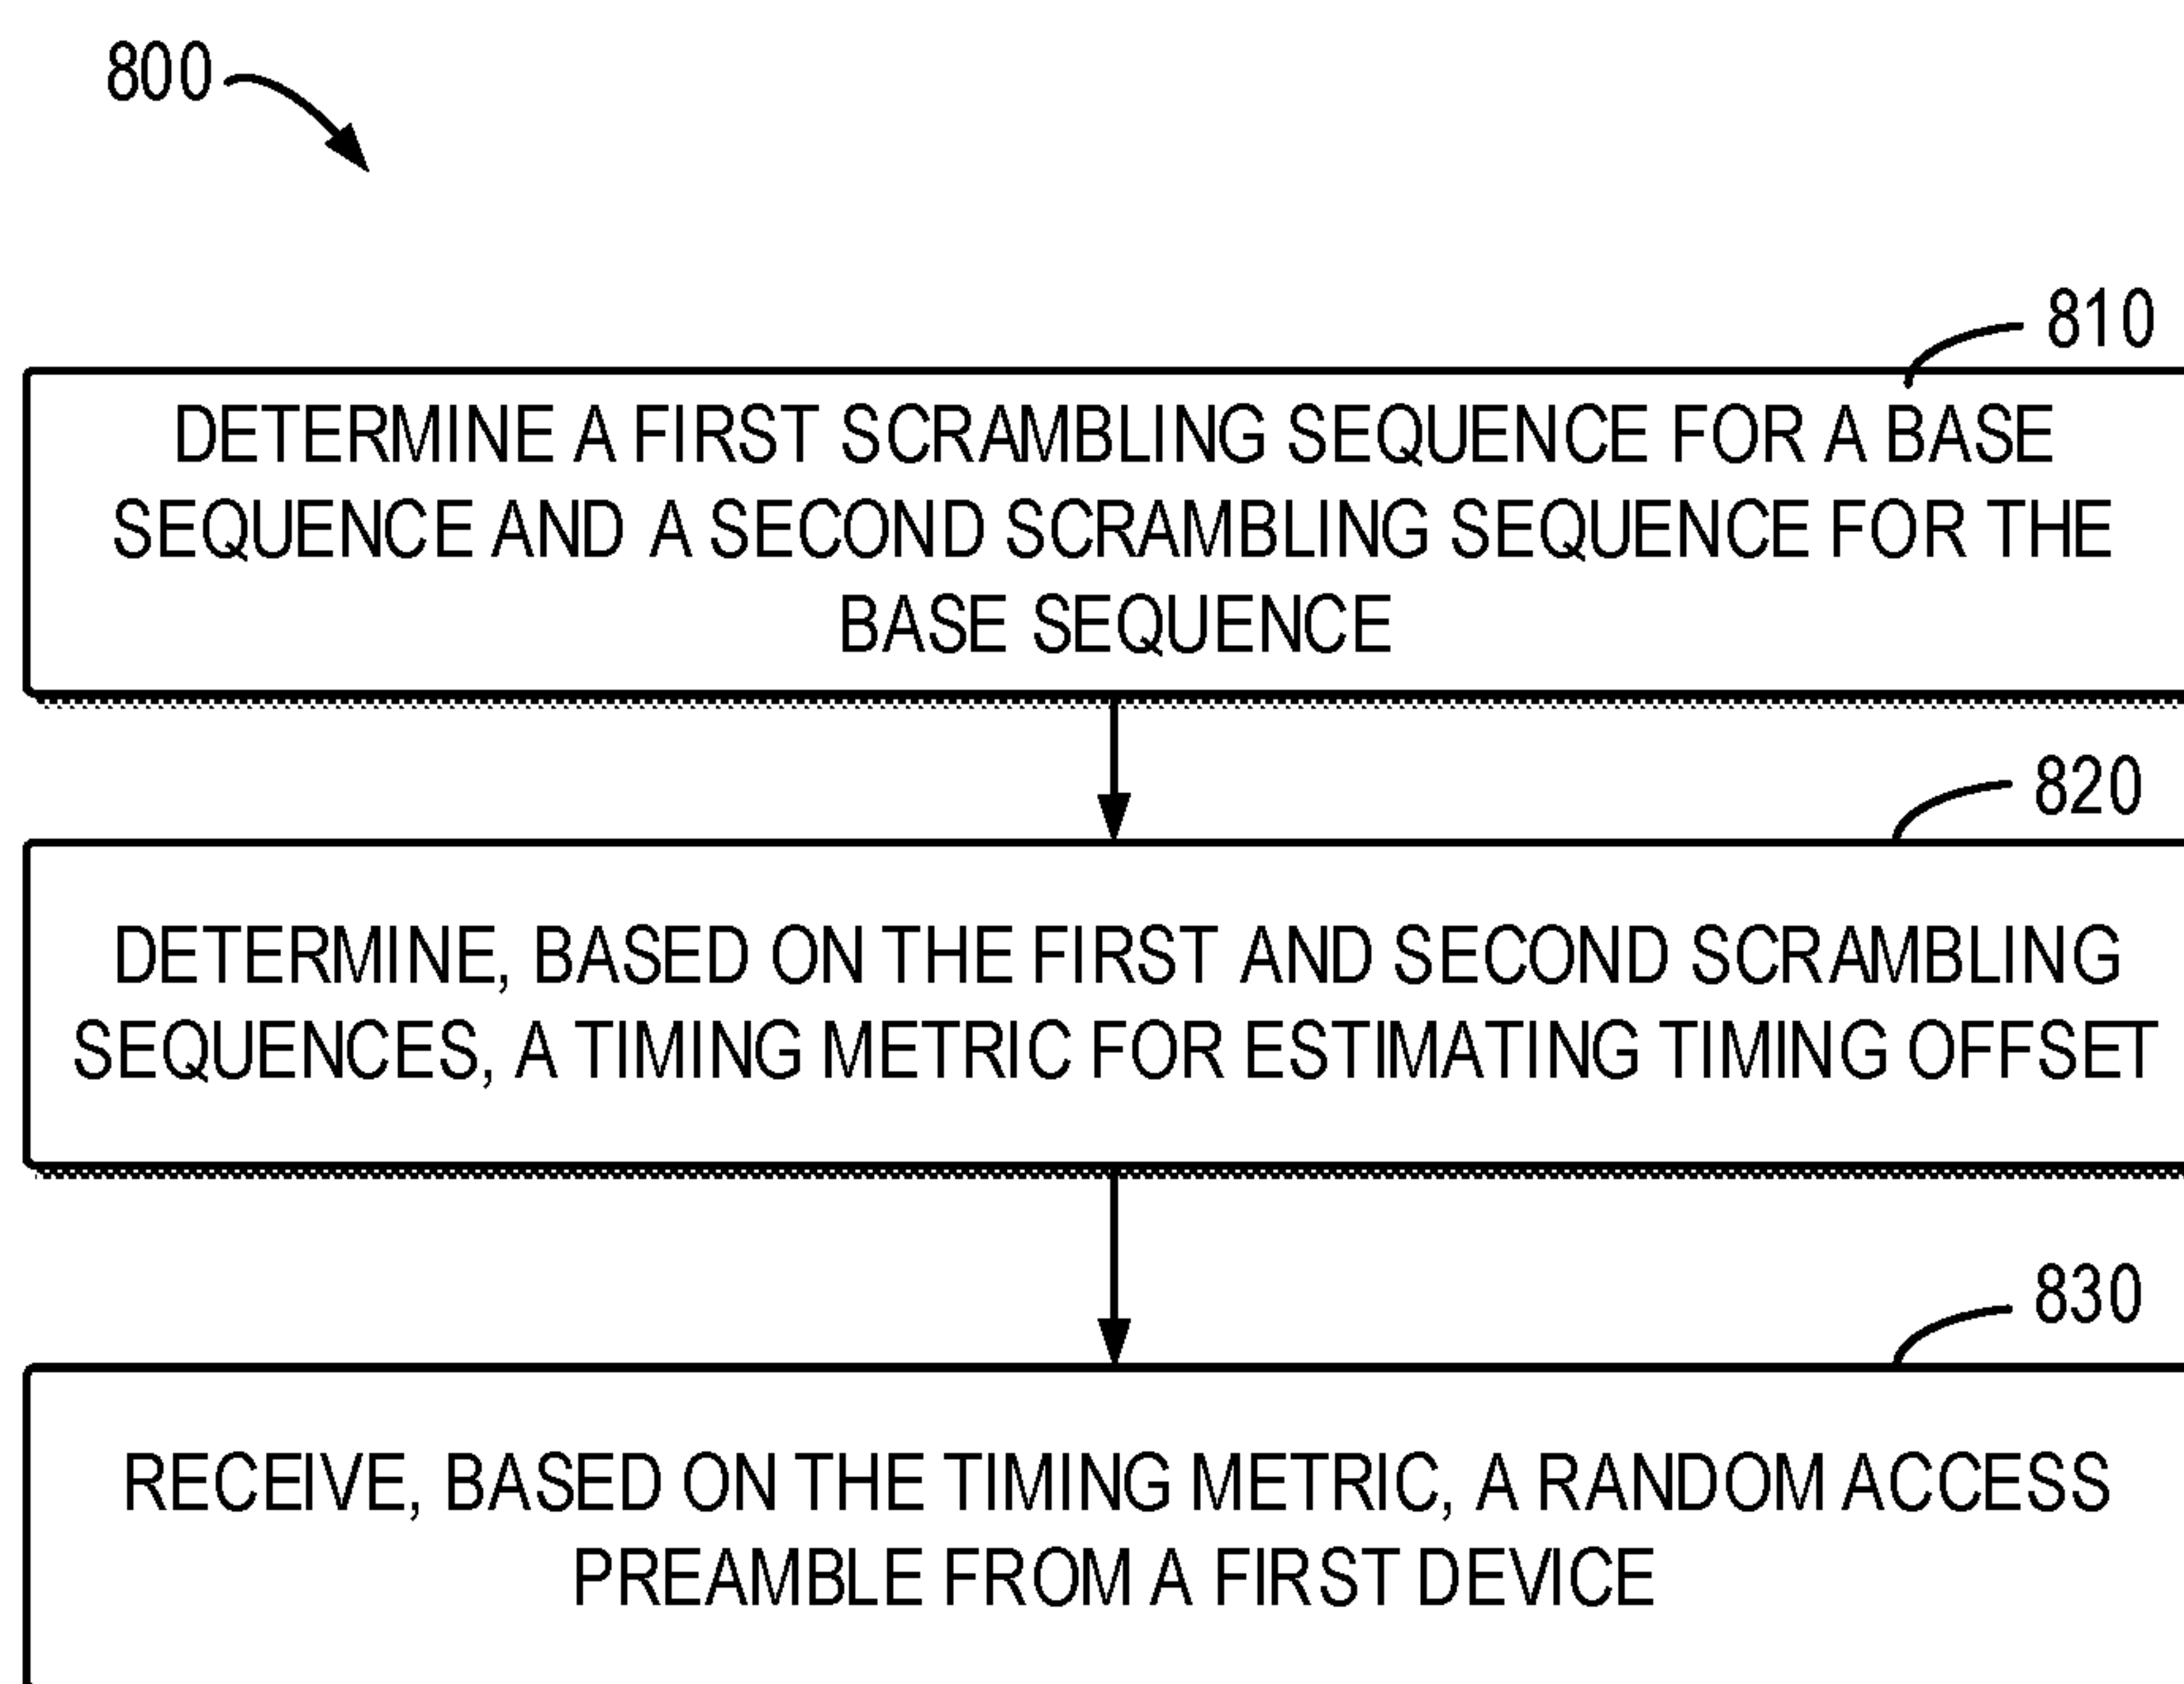 800
810
DETERMINE A FIRST SCRAMBLING SEQUENCE FOR A BASE
SEQUENCE AND A SECOND SCRAMBLING SEQUENCE FOR THE
BASE SEQUENCE
820
DETERMINE, BASED ON THE FIRST AND SECOND SCRAMBLING
SEQUENCES, A TIMING METRIC FOR ESTIMATING TIMING OFFSET
830
RECEIVE, BASED ON THE TIMING METRIC, A RANDOM ACCESS
PREAMBLE FROM A FIRST DEVICE